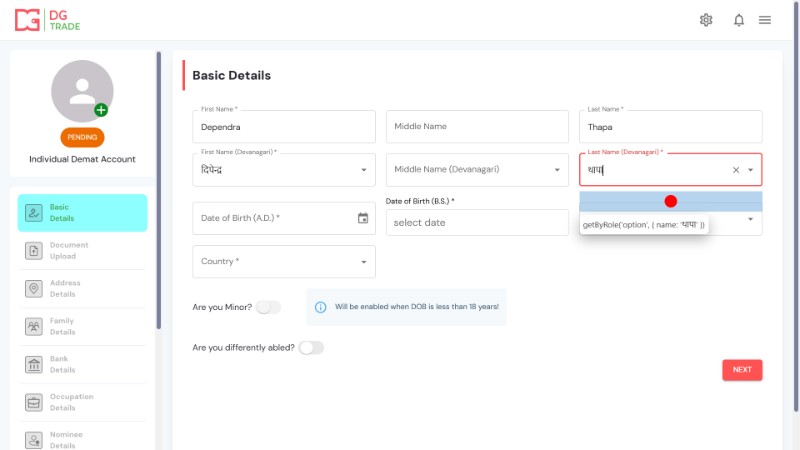 DG
TRADE
PENDING
Individual Demat Account
Basic
Details
Document
Upload
Address
Details
Family
Details
Bank
Details
Occupation
Details
Nominee
Details
Basic Details
First Name *
Dependra
Middle Name
Last Name *
Thapa
First Name (Devanagari) *
दिपेन्द्र
Middle Name (Devanagari)
Last Name (Devanagari) *
थापा
Date of Birth (A.D.) *
Date of Birth (B.S.) *
select date
getByRole('option', { name: 'थापा' })
Country *
Are you Minor?
Will be enabled when DOB is less than 18 years!
Are you differently abled?
NEXT